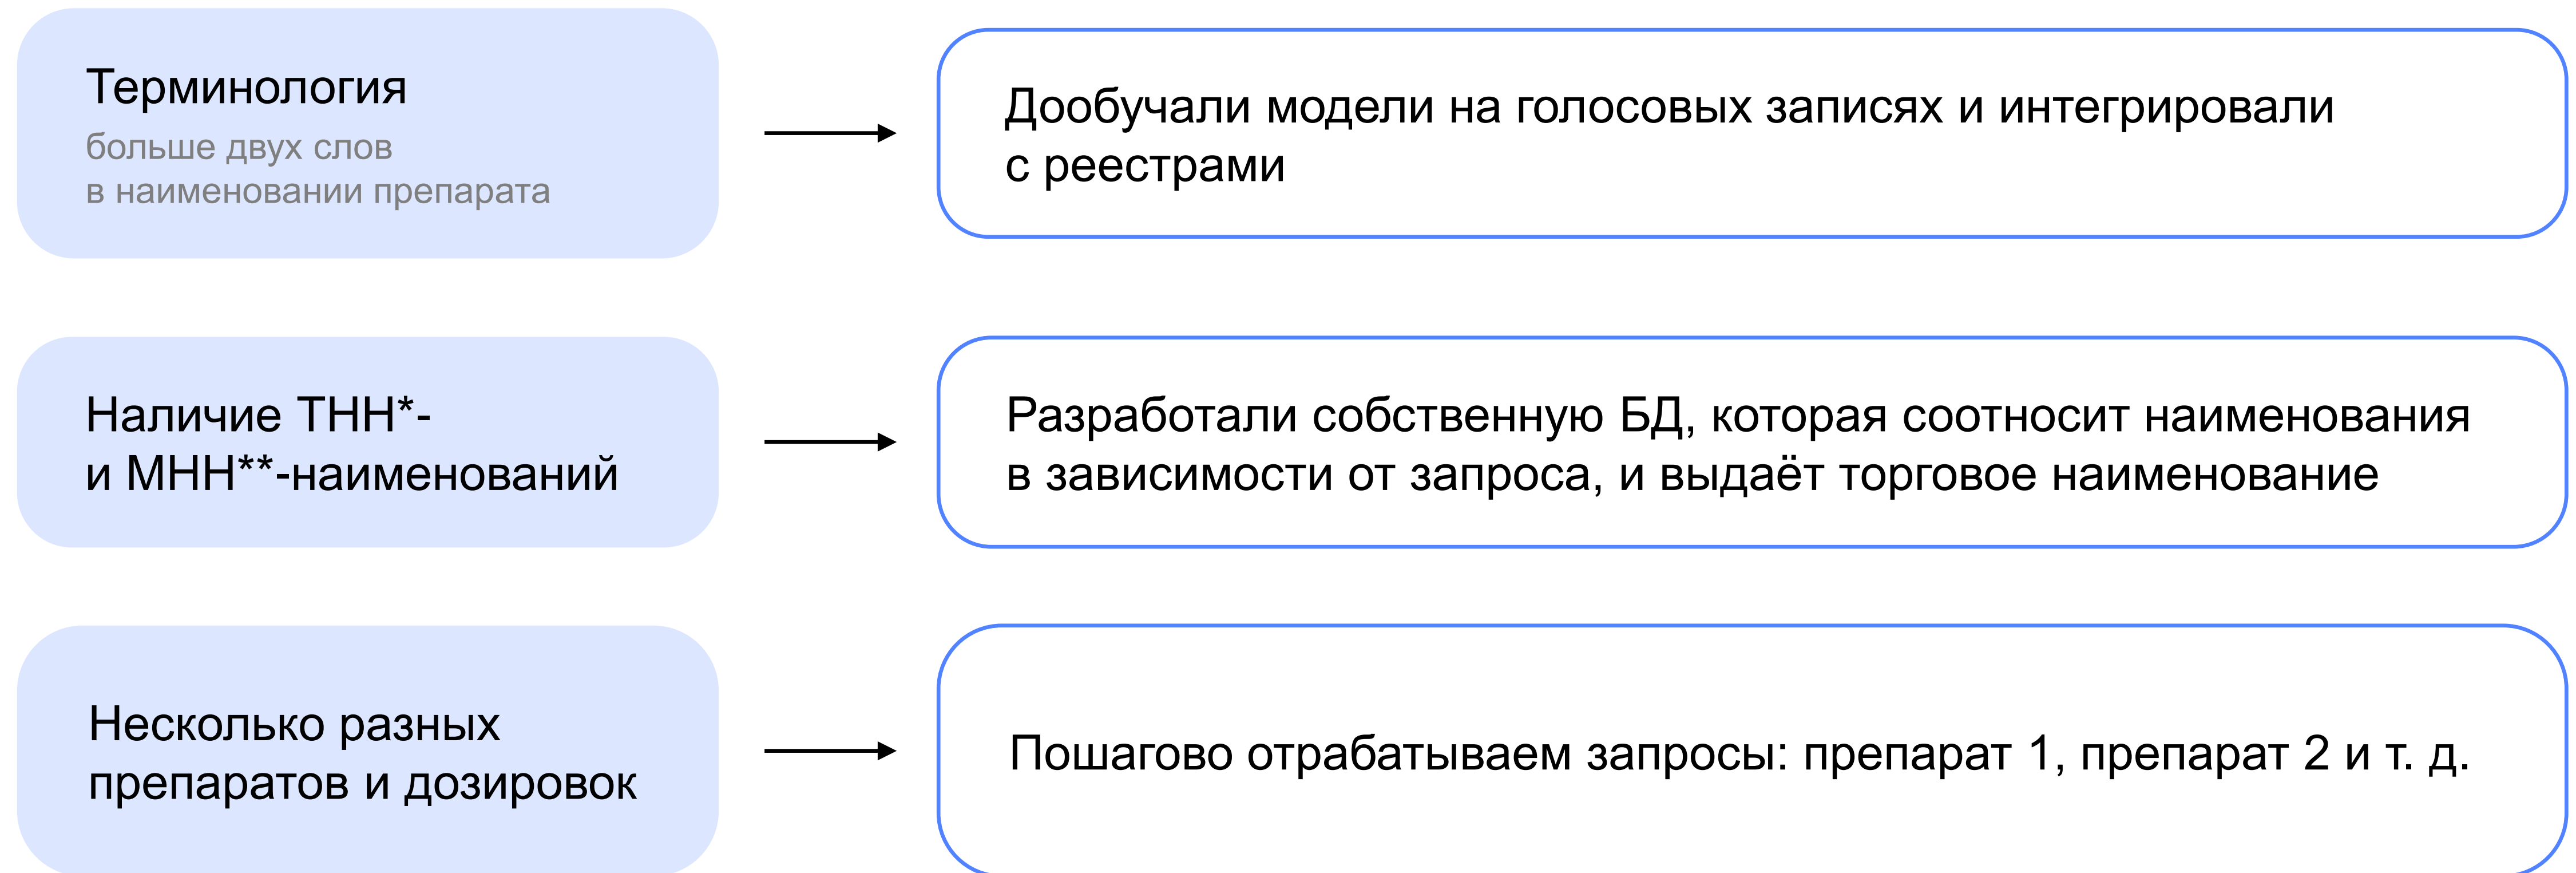 Терминология
больше двух слов
в наименовании препарата
Дообучали модели на голосовых записях и интегрировали
с реестрами
Наличие ТНН*-
и МНН**-наименований
Разработали собственную БД, которая соотносит наименования
в зависимости от запроса, и выдаёт торговое наименование
Несколько разных
препаратов и дозировок
Пошагово отрабатываем запросы: препарат 1, препарат 2 и т. д.